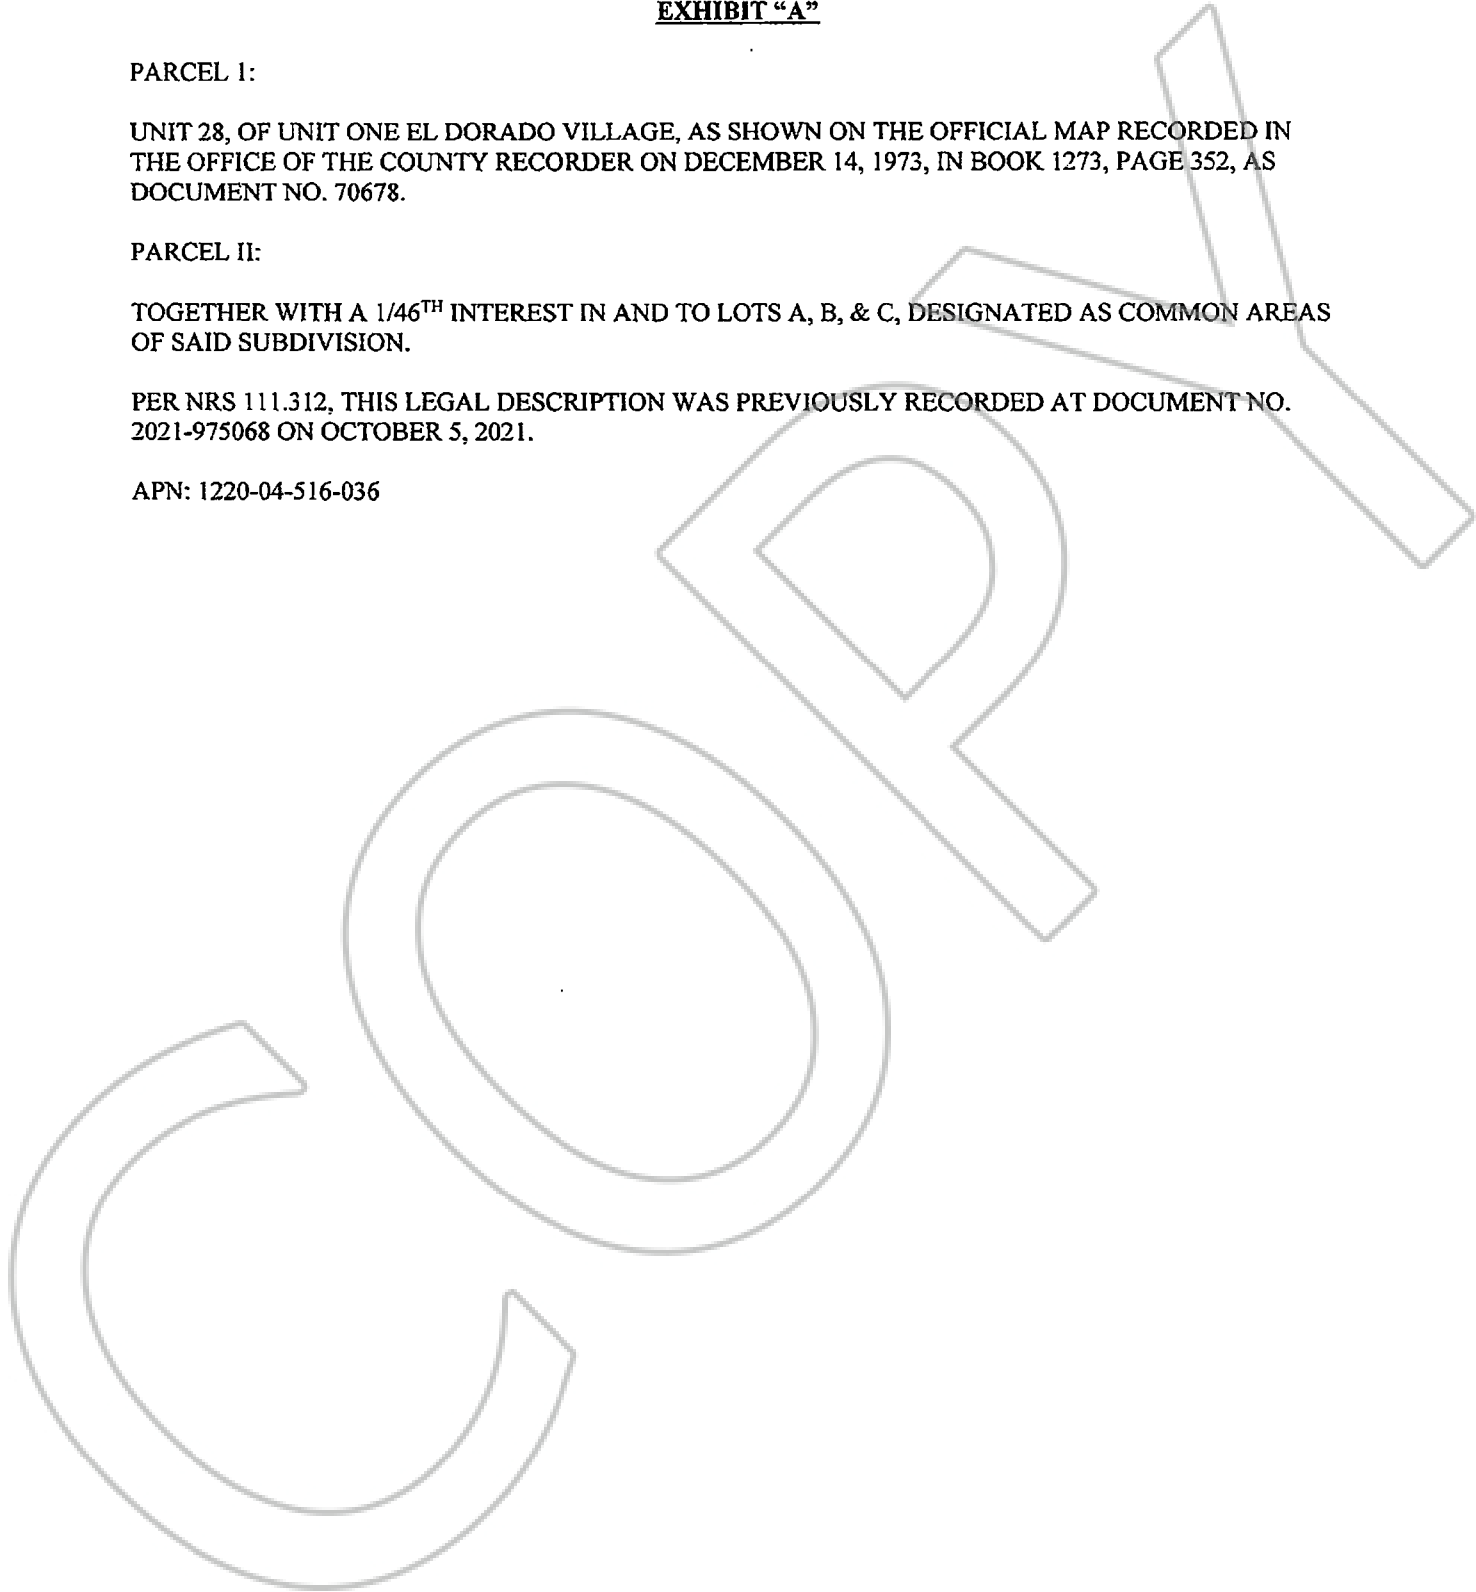 EXHIBIT “A”
PARCEL I:
UNIT 28, OF UNIT ONE EL DORADO VILLAGE, AS SHOWN ON THE OFFICIAL MAP RECORDED IN
THE OFFICE OF THE COUNTY RECORDER ON DECEMBER 14, 1973, IN BOOK 1273, PAGE 352, AS
DOCUMENT NO. 70678.
PARCEL II:
TOGETHER WITH A 1/46TH INTEREST IN AND TO LOTS A, B, & C, DESIGNATED AS COMMON AREAS
OF SAID SUBDIVISION.
PER NRS 111.312, THIS LEGAL DESCRIPTION WAS PREVIOUSLY RECORDED AT DOCUMENT NO.
2021-975068 ON OCTOBER 5, 2021.
APN: 1220-04-516-036
COPY